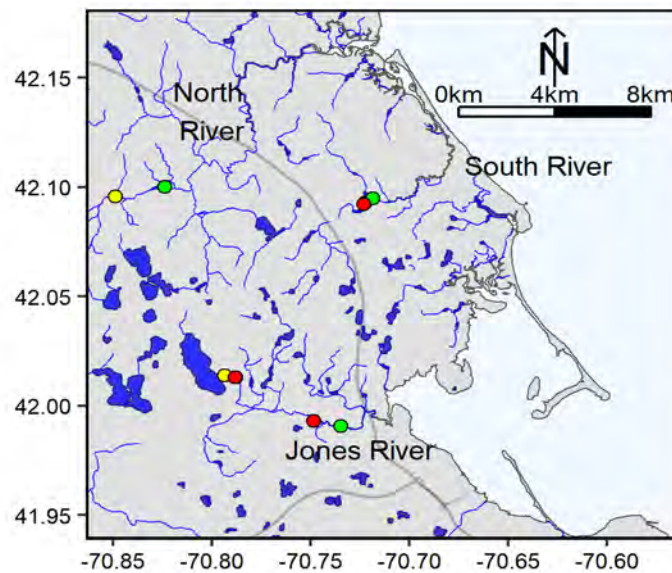 42.15
42.10
42.05
42.00
41.95
North
River
N
0km 4km 8km
South River
Jones River
-70.85 -70.80 -70.75 -70.70 -70.65 -70.60